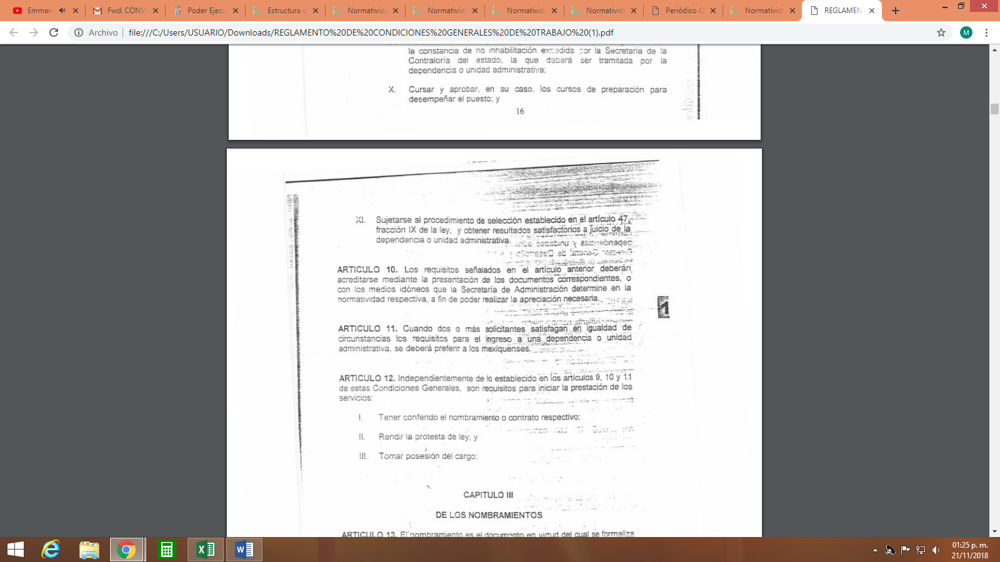 Emman
Fwd: CONV
Poder Ejecu
Estructura o
Normativida
Normativida
Normativida
Normativida
Periódico O
Normativida
REGLAMEN
Archivo
file:///C:/Users/USUARIO/Downloads/REGLAMENTO%20DE%20CONDICIONES%20GENERALES%20DE%20TRABAJO%20(1).pdf
M
la constancia de no inhabilitación expedida por la Secretaría de la
Contraloría del estado, la que deberá ser tramitada por la
dependencia o unidad administrativa;
X. Cursar y aprobar, en su caso, los cursos de preparación para
desempeñar el puesto; y
16
XI. Sujetarse al procedimiento de selección establecido en el artículo 47,
fracción IX de la ley, y obtener resultados satisfactorios a juicio de la
dependencia o unidad administrativa.
ARTICULO 10. Los requisitos señalados en el artículo anterior deberán
acreditarse mediante la presentación de los documentos correspondientes, o
con los medios idóneos que la Secretaría de Administración determine en la
normatividad respectiva, a fin de poder realizar la apreciación necesaria.
1
ARTICULO 11. Cuando dos o más solicitantes satisfagan en igualdad de
circunstancias los requisitos para el ingreso a una dependencia o unidad
administrativa, se deberá preferir a los mexiquenses.
ARTICULO 12. Independientemente de lo establecido en los artículos 9, 10 y 11
de estas Condiciones Generales, son requisitos para iniciar la prestación de los
servicios:
I. Tener conferido el nombramiento o contrato respectivo;
II. Rendir la protesta de ley; y
III. Tomar posesión del cargo;
CAPITULO III
DE LOS NOMBRAMIENTOS
ARTICULO 13. El nombramiento es el documento en virtud del cual se formaliza
01:25 p. m.
21/11/2018